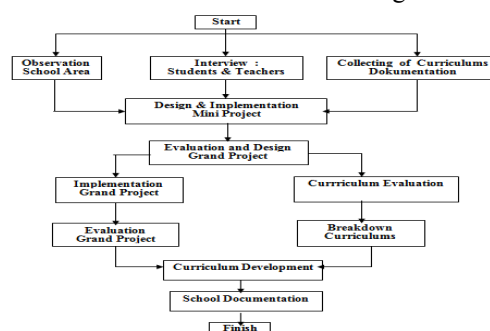 Start
Observation
School Area
Interview :
Students & Teachers
Collecting of Curriculums
Dokumentation
Design & Implementation
Mini Project
Evaluation and Design
Grand Project
Implementation
Grand Project
Currriculum Evaluation
Evaluation
Grand Project
Breakdown
Curriculums
Curriculum Development
School Documentation
Finish